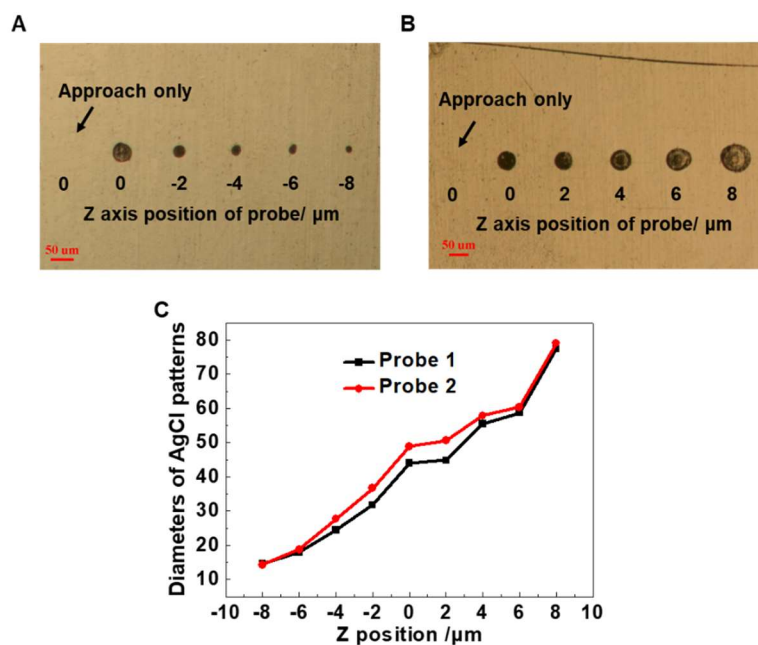 A
Approach only
0 0 -2 -4 -6 -8
Z axis position of probe/ µm
50 um
B
Approach only
0 0 2 4 6 8
Z axis position of probe/ µm
50 um
C
80
70
60
50
40
30
20
10
Diameters of AgCl patterns
Probe 1
Probe 2
-10 -8 -6 -4 -2 0 2 4 6 8 10
Z position /µm